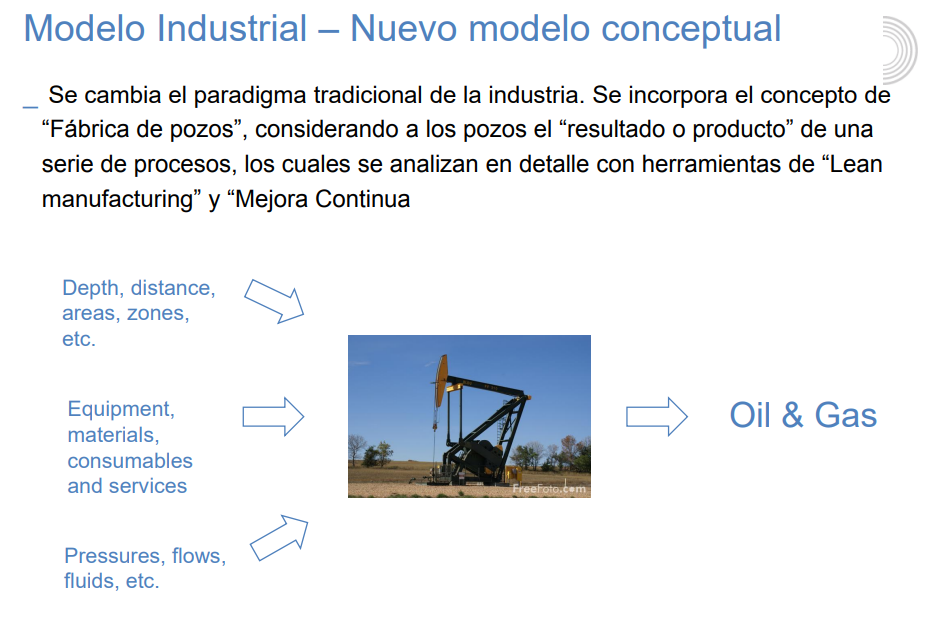 Modelo Industrial – Nuevo modelo conceptual
_ Se cambia el paradigma tradicional de la industria. Se incorpora el concepto de
“Fábrica de pozos”, considerando a los pozos el “resultado o producto” de una
serie de procesos, los cuales se analizan en detalle con herramientas de “Lean
manufacturing” y “Mejora Continua
Depth, distance,
areas, zones,
etc.
Equipment,
materials,
consumables
and services
Pressures, flows,
fluids, etc.
FreeFoto.com
Oil & Gas